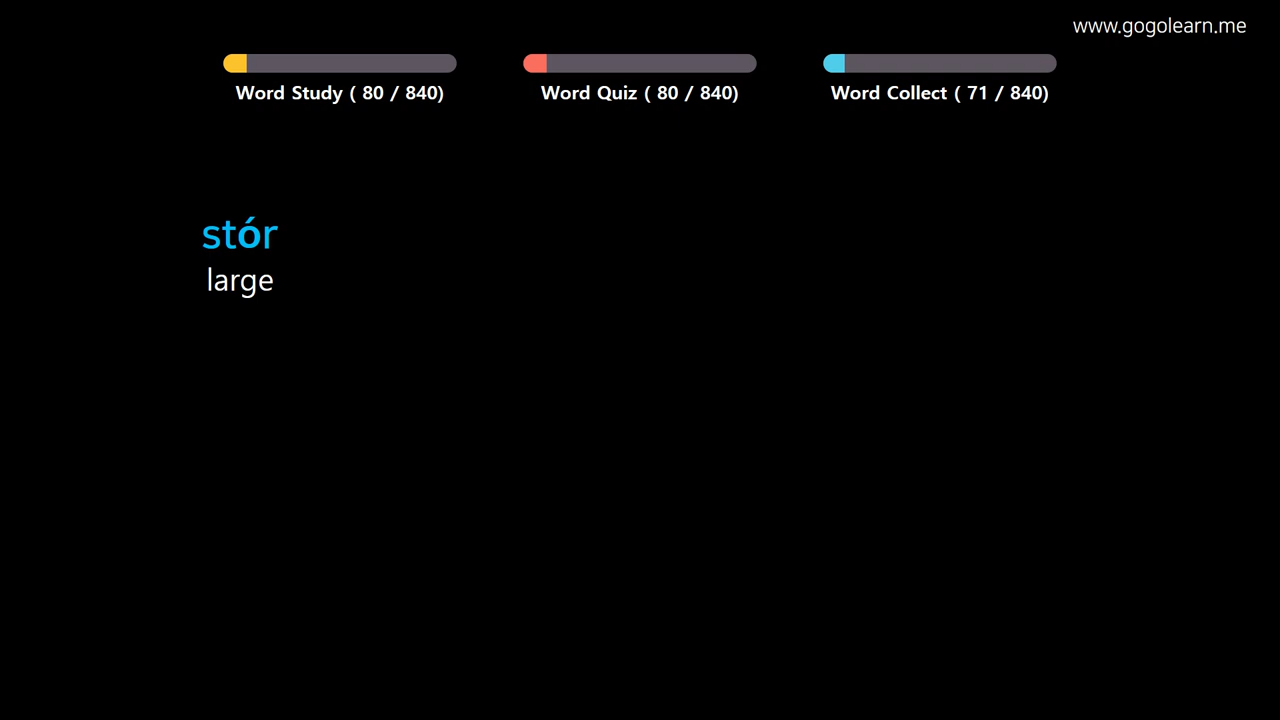 www.gogolearn.me
Word Study ( 80 / 840)
Word Quiz ( 80 / 840)
Word Collect ( 71 / 840)
stór
large